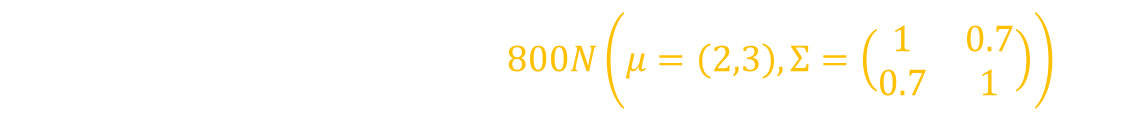 800N(μ = (2,3), Σ = (1 0.7
0.7 1))